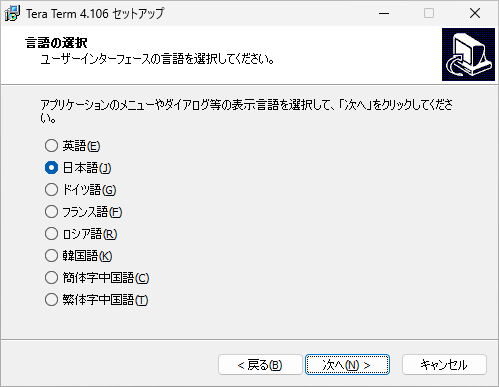 Tera Term 4.106 セットアップ
言語の選択
ユーザーインターフェースの言語を選択してください。
アプリケーションのメニューやダイアログ等の表示言語を選択して、「次へ」をクリックしてくださ
い。
英語(E)
日本語(J)
ドイツ語(G)
フランス語(F)
ロシア語(R)
韓国語(K)
簡体字中国語(C)
繁体字中国語(T)
< 戻る(B)
次へ(N) >
キャンセル